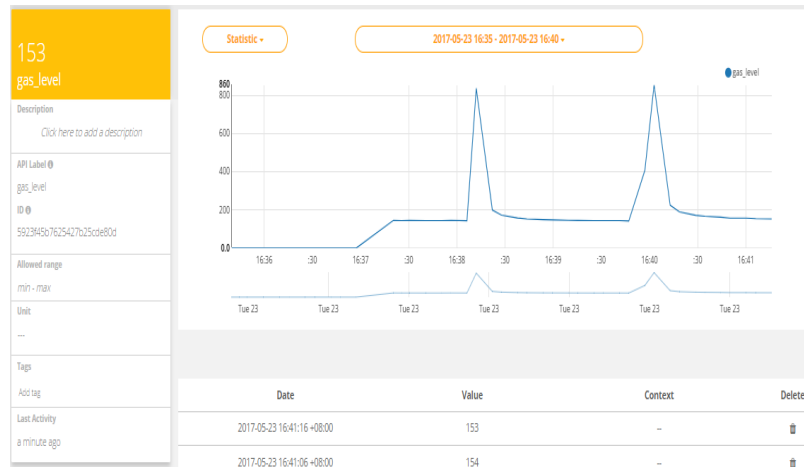 153
gas_level
Description
Click here to add a description
API Label
gas_level
ID
5923f45b7625427b25cde80d
Allowed range
min - max
Unit
---
Tags
Add tag
Last Activity
a minute ago
Statistic
2017-05-23 16:35 - 2017-05-23 16:40
gas_level
860
800
600
400
200
0.0
16:36 :30 16:37 :30 16:38 :30 16:39 :30 16:40 :30 16:41
Tue 23 Tue 23 Tue 23 Tue 23 Tue 23 Tue 23 Tue 23
Date Value Context Delete
2017-05-23 16:41:16 +08:00 153 --
2017-05-23 16:41:06 +08:00 154 --